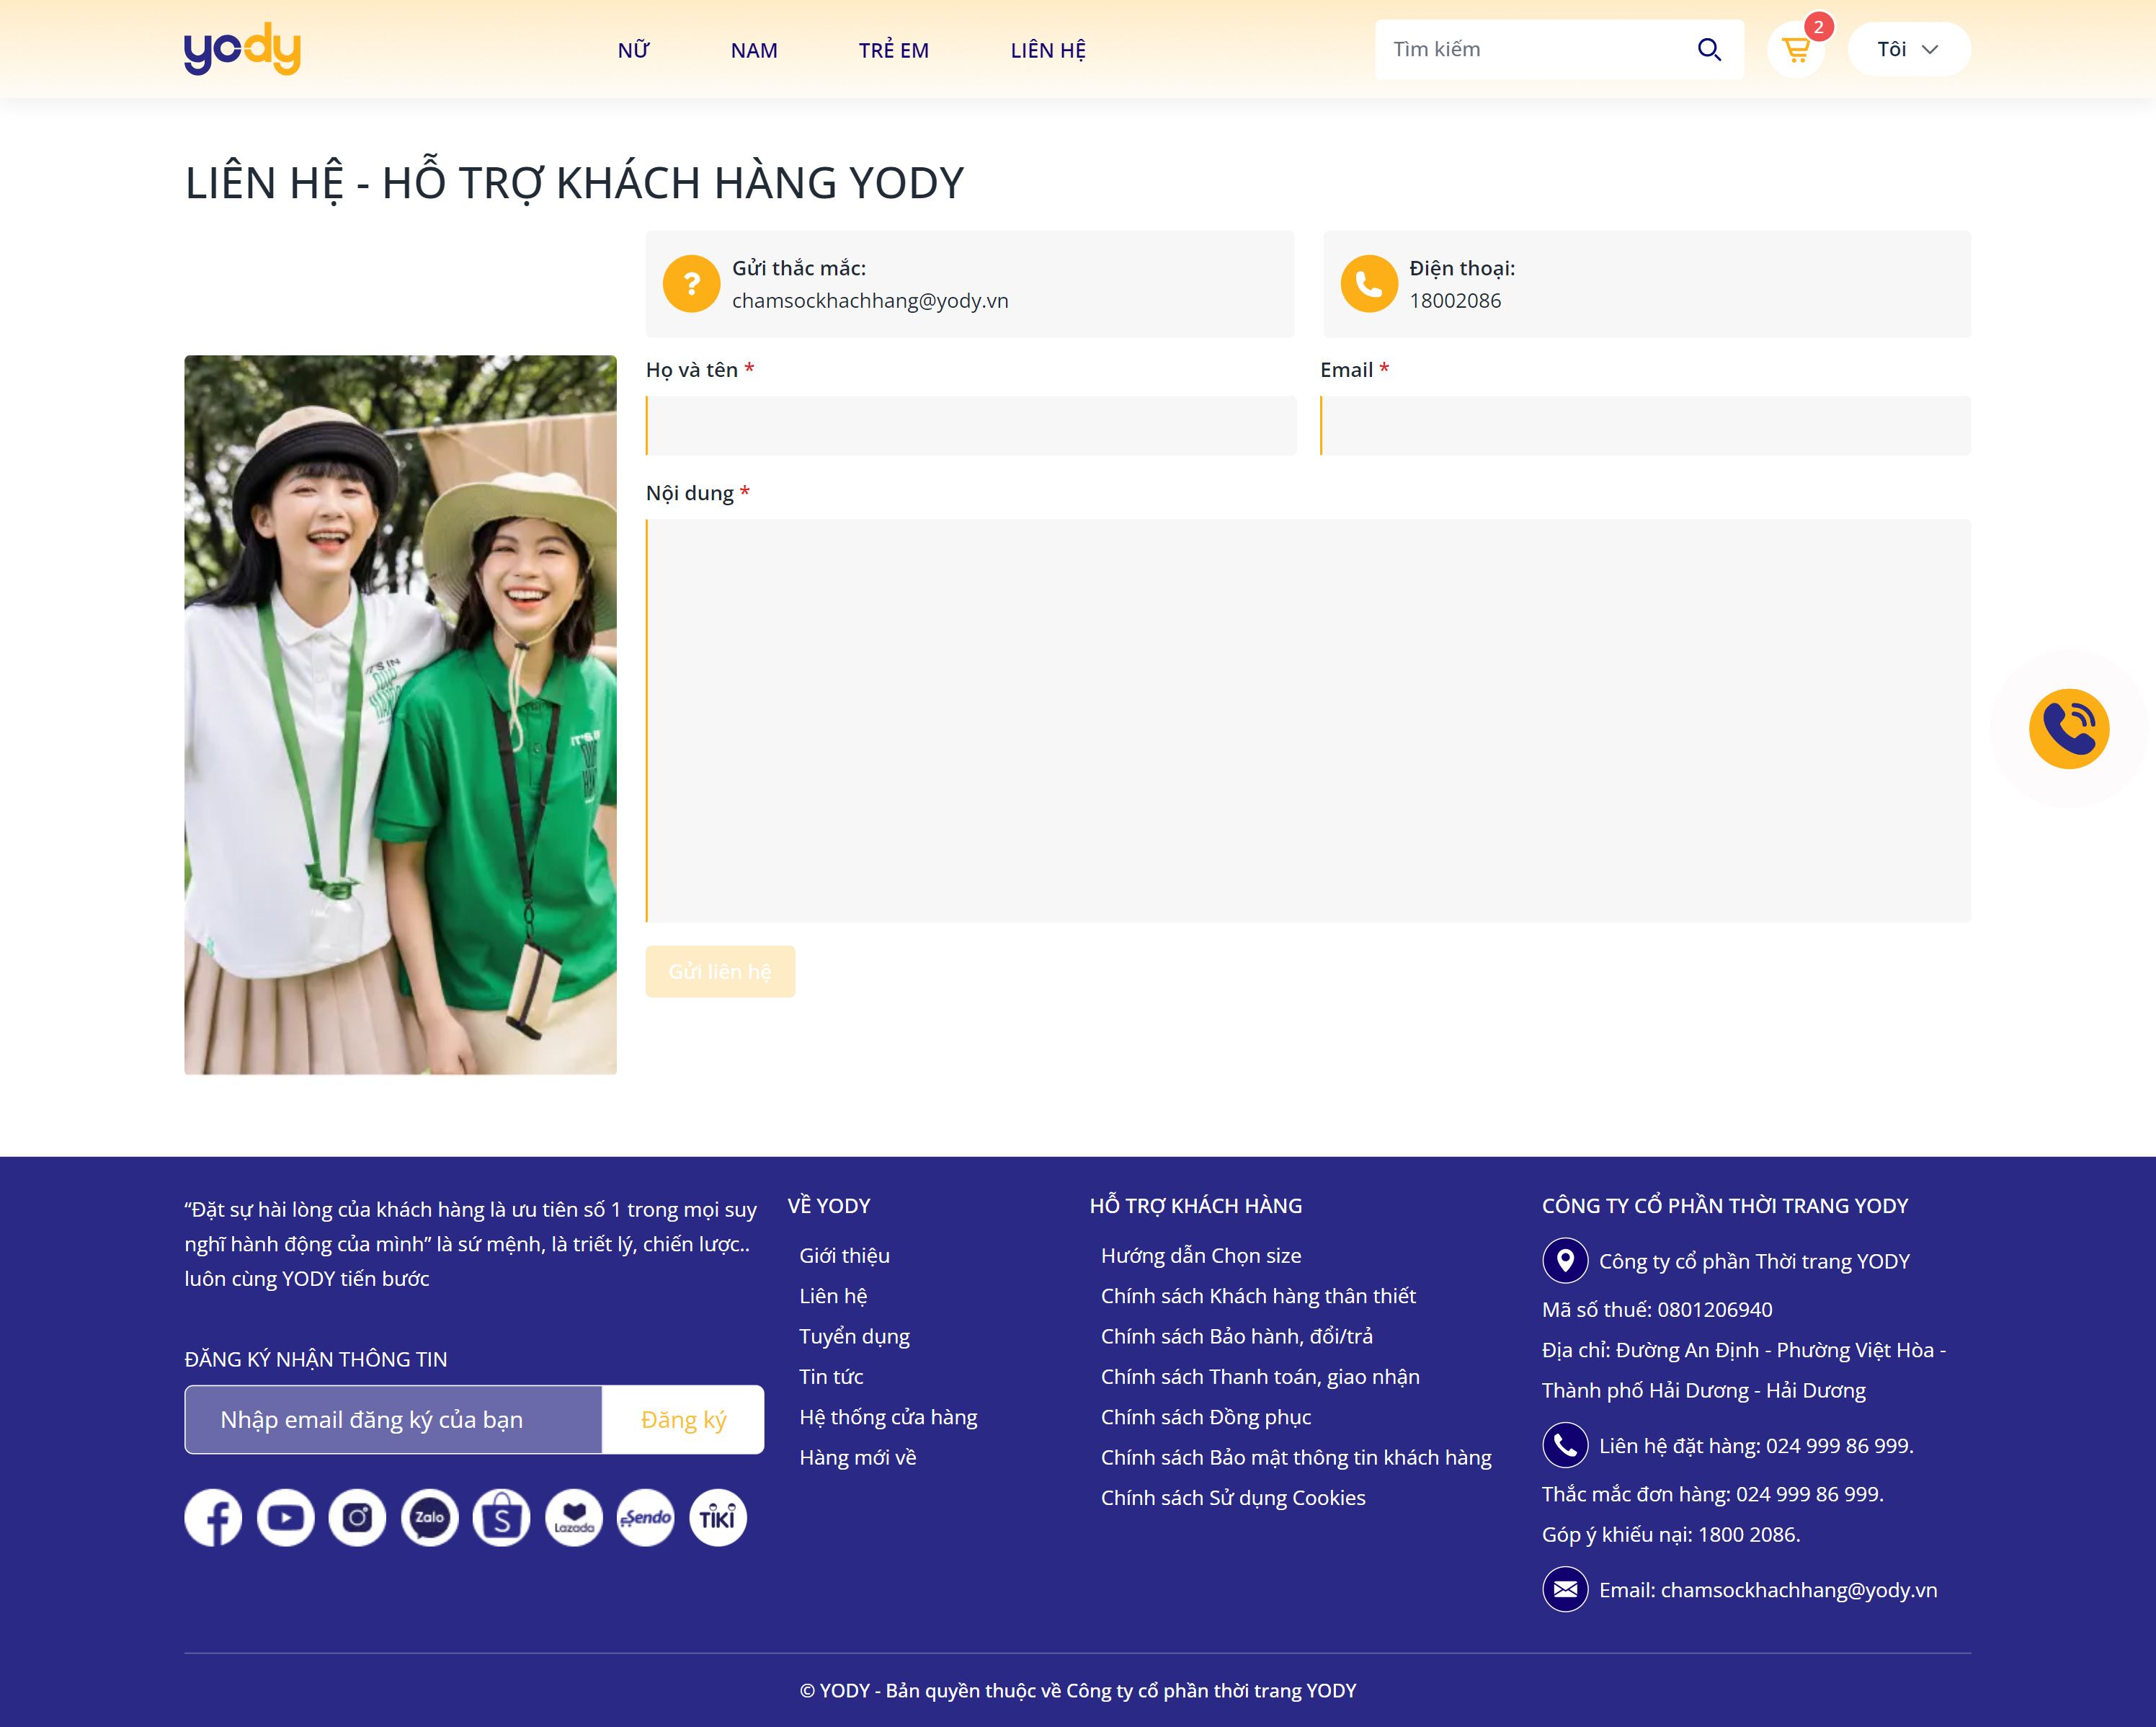 yody
NỮ
NAM
TRẺ EM
LIÊN HỆ
Tìm kiếm
2
Tôi
LIÊN HỆ - HỖ TRỢ KHÁCH HÀNG YODY
?
Gửi thắc mắc:
chamsockhachhang@yody.vn
Điện thoại:
18002086
Họ và tên *
Email *
Nội dung *
IT'S IN
OUR
HAND
Gửi liên hệ
“Đặt sự hài lòng của khách hàng là ưu tiên số 1 trong mọi suy
nghĩ hành động của mình” là sứ mệnh, là triết lý, chiến lược..
luôn cùng YODY tiến bước
ĐĂNG KÝ NHẬN THÔNG TIN
Nhập email đăng ký của bạn
Đăng ký
Zalo
S
Lazada
Sendo
TIKI
VỀ YODY
Giới thiệu
Liên hệ
Tuyển dụng
Tin tức
Hệ thống cửa hàng
Hàng mới về
HỖ TRỢ KHÁCH HÀNG
Hướng dẫn Chọn size
Chính sách Khách hàng thân thiết
Chính sách Bảo hành, đổi/trả
Chính sách Thanh toán, giao nhận
Chính sách Đồng phục
Chính sách Bảo mật thông tin khách hàng
Chính sách Sử dụng Cookies
CÔNG TY CỔ PHẦN THỜI TRANG YODY
Công ty cổ phần Thời trang YODY
Mã số thuế: 0801206940
Địa chỉ: Đường An Định - Phường Việt Hòa -
Thành phố Hải Dương - Hải Dương
Liên hệ đặt hàng: 024 999 86 999.
Thắc mắc đơn hàng: 024 999 86 999.
Góp ý khiếu nại: 1800 2086.
Email: chamsockhachhang@yody.vn
© YODY - Bản quyền thuộc về Công ty cổ phần thời trang YODY